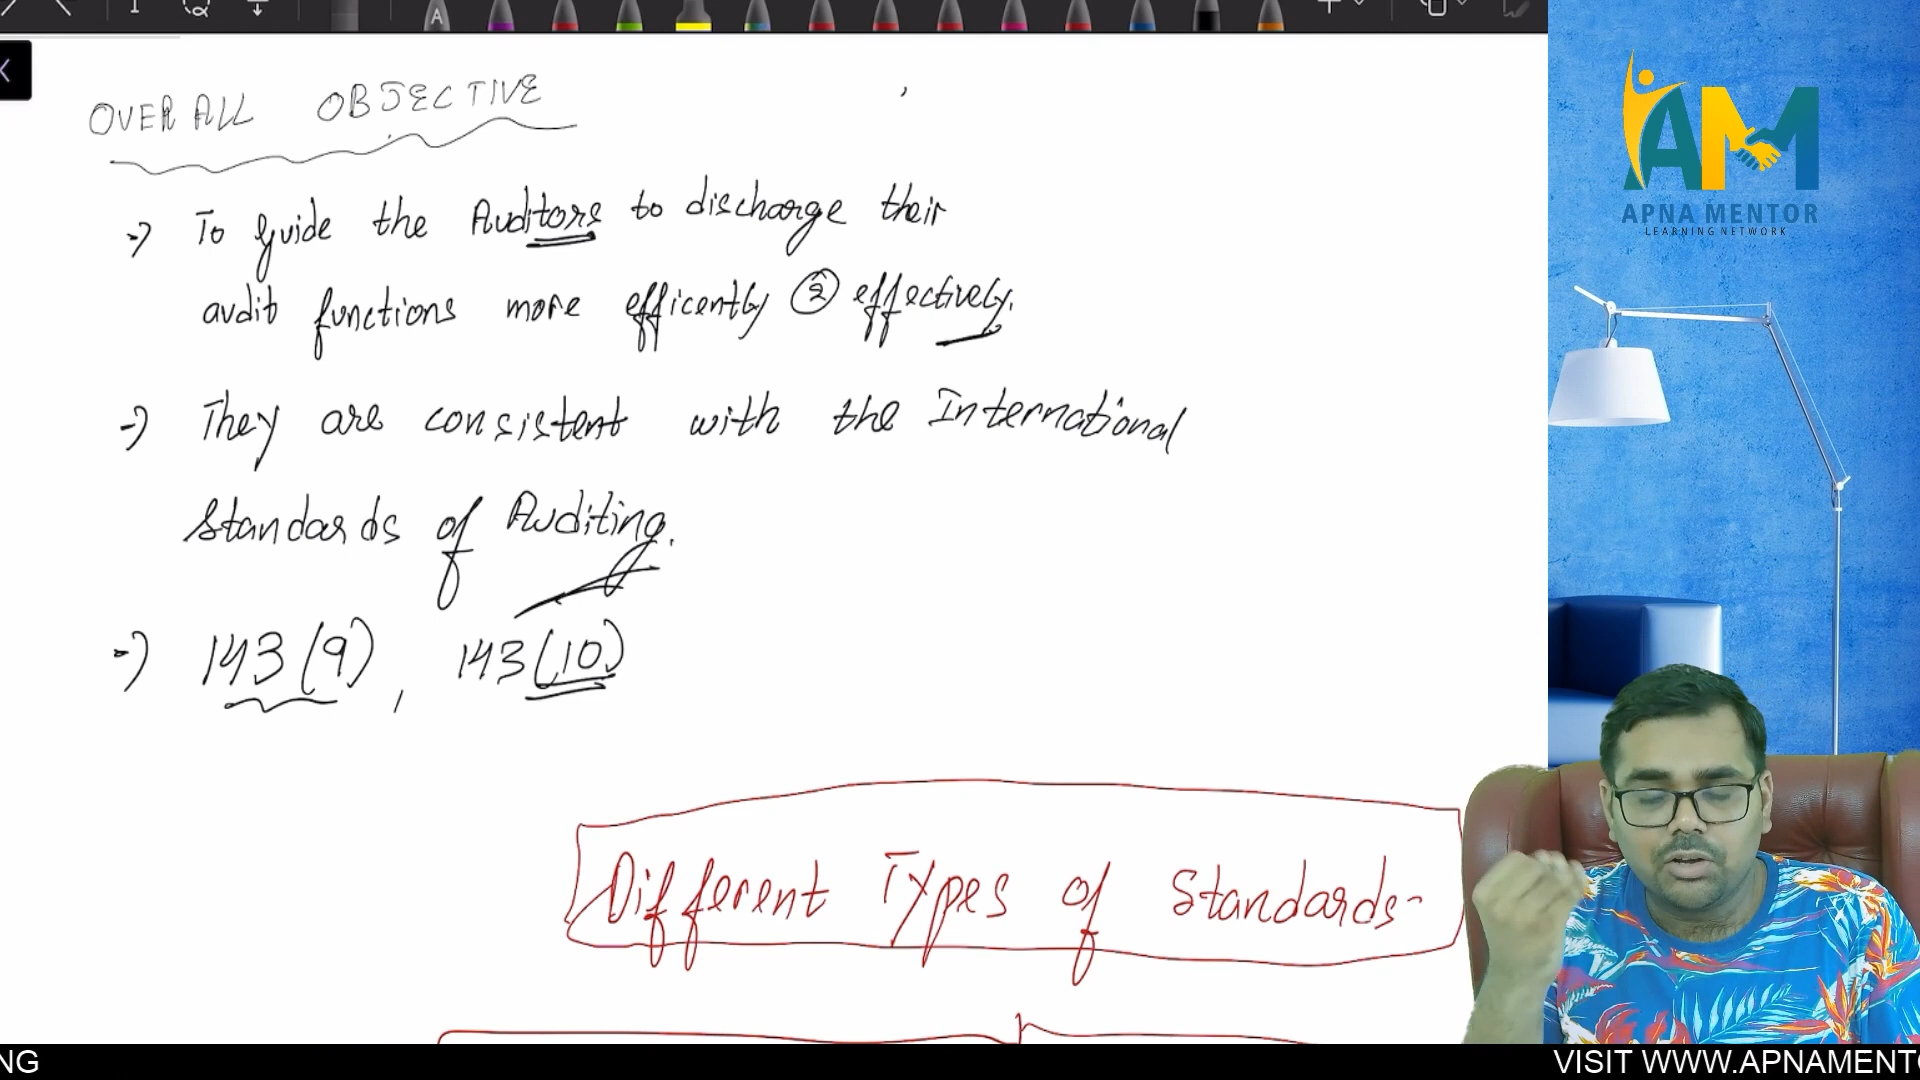 OVERALL OBJECTIVE
=> To guide the Auditors to discharge their
audit functions more efficently & effectively.
=> They are consistent with the International
Standards of Auditing.
=> 143(9), 143(10)
Different Types of Standards-
AM
APNA MENTOR
LEARNING NETWORK
NG
VISIT WWW.APNAMENTO